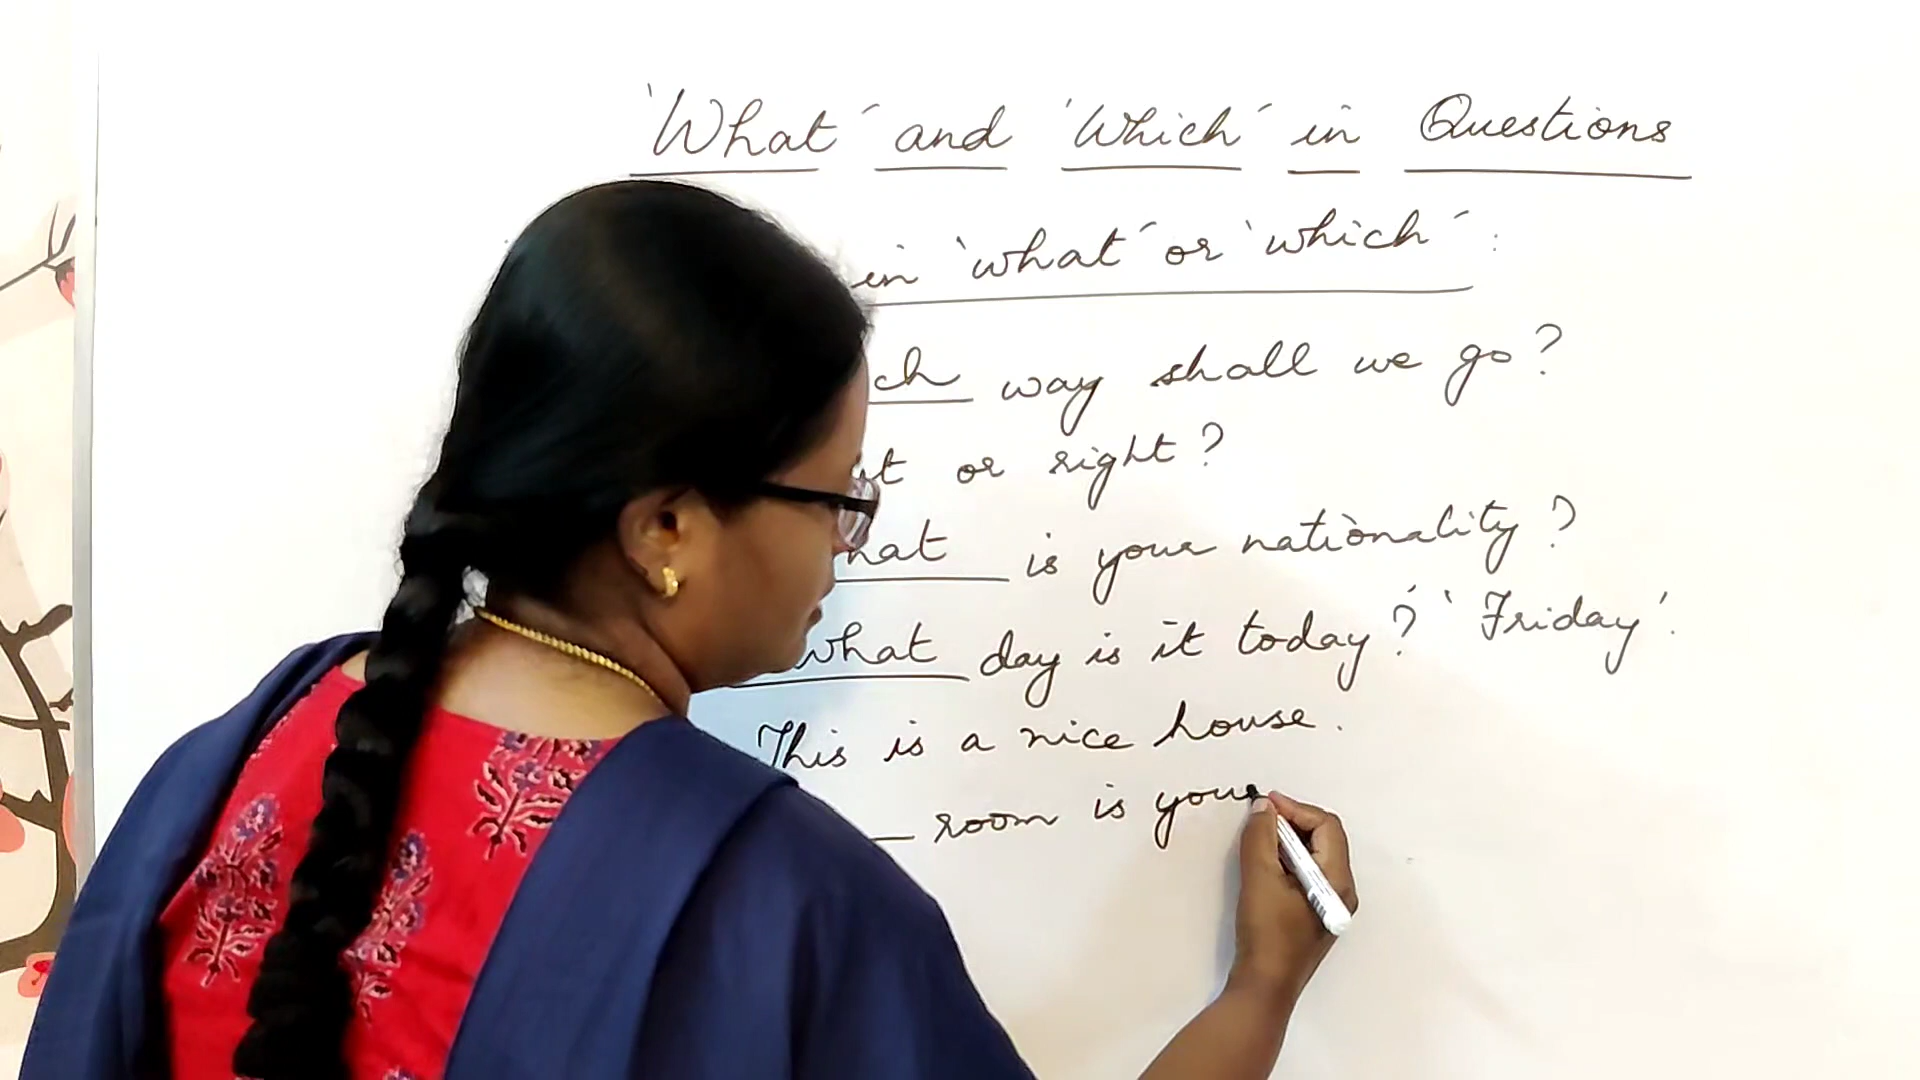 'What' and 'Which' in Questions
in 'what' or 'which' :
ch way shall we go?
or right?
hat is your nationality?
what day is it today? 'Friday'.
This is a nice house.
room is your